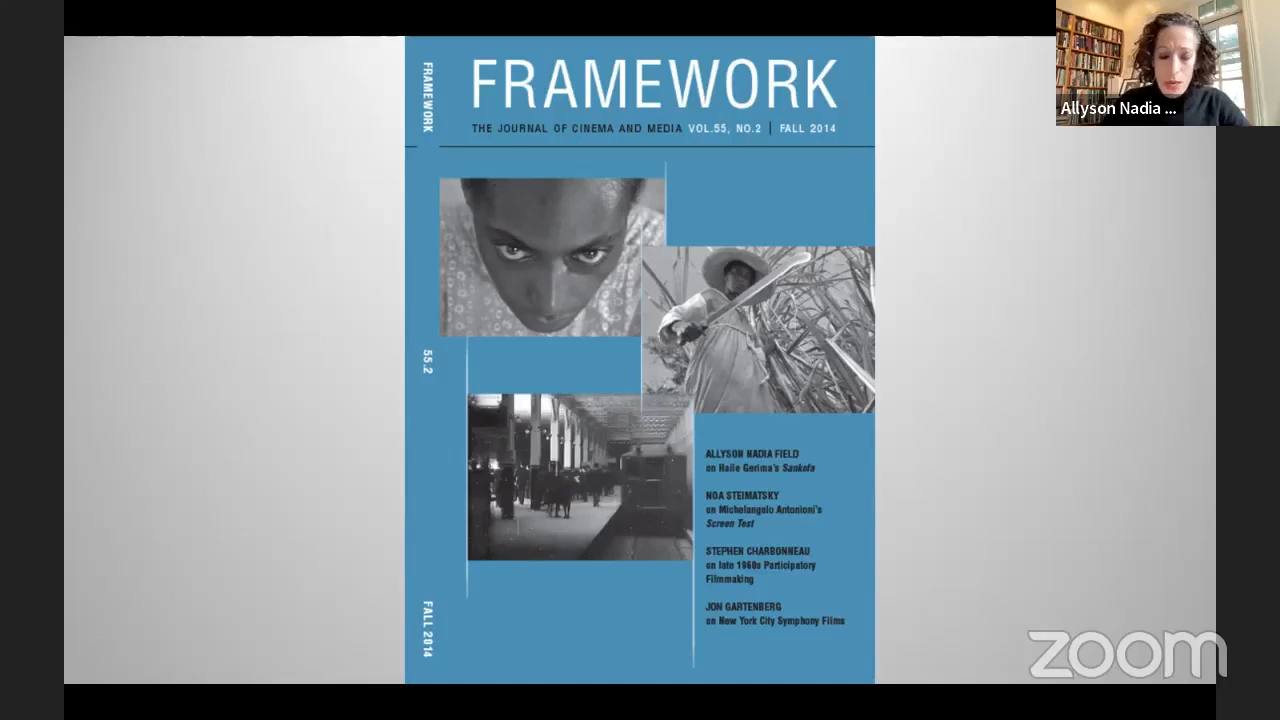 FRAMEWORK
FRAMEWORK
THE JOURNAL OF CINEMA AND MEDIA VOL.55, NO.2 | FALL 2014
55.2
FALL 2014
ALLYSON NADIA FIELD
on Haile Gerima's Sankofa
NOA STEIMATSKY
on Michelangelo Antonioni's
Screen Test
STEPHEN CHARBONNEAU
on late 1960s Participatory
Filmmaking
JON GARTENBERG
on New York City Symphony Films
Allyson Nadia ...
zoom